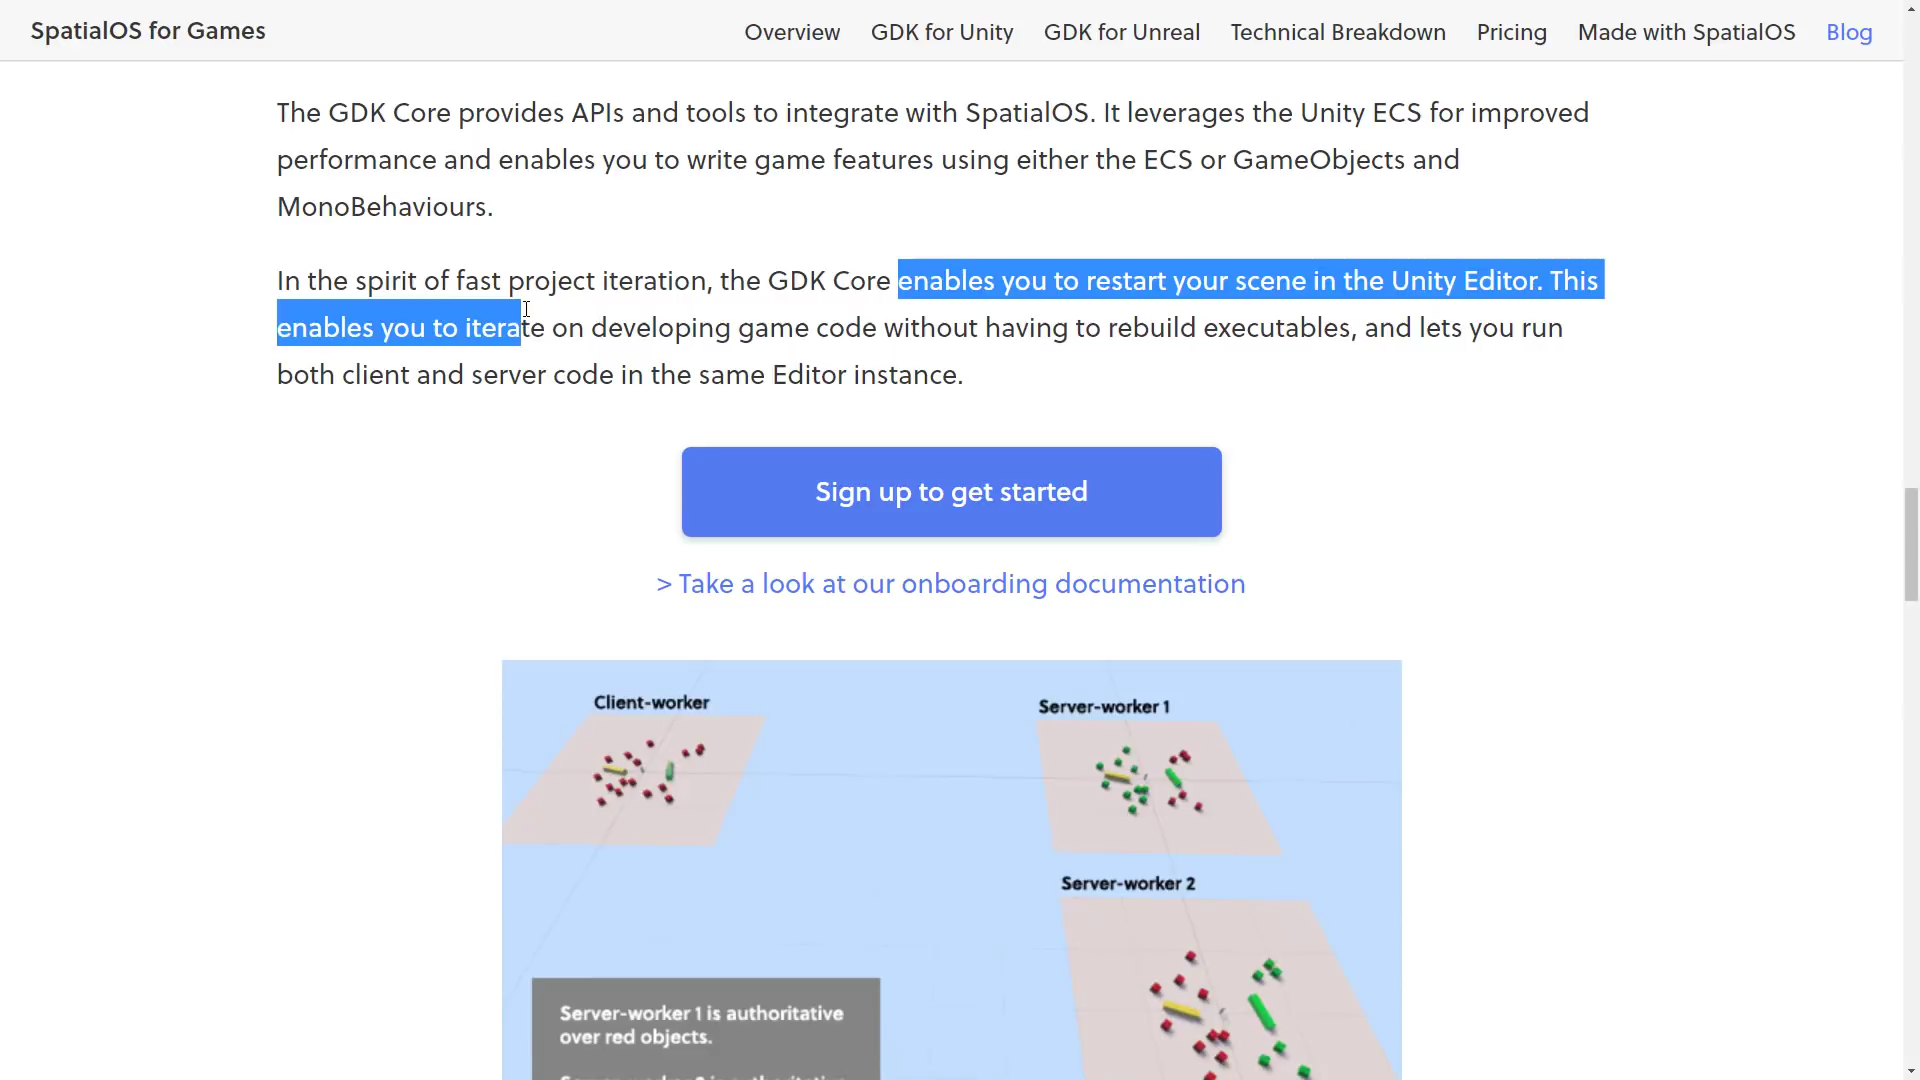 SpatialOS for Games
Overview
GDK for Unity
GDK for Unreal
Technical Breakdown
Pricing
Made with SpatialOS
Blog
The GDK Core provides APIs and tools to integrate with SpatialOS. It leverages the Unity ECS for improved
performance and enables you to write game features using either the ECS or GameObjects and
MonoBehaviours.
In the spirit of fast project iteration, the GDK Core enables you to restart your scene in the Unity Editor. This
enables you to iterate on developing game code without having to rebuild executables, and lets you run
both client and server code in the same Editor instance.
Sign up to get started
> Take a look at our onboarding documentation
Client-worker
Server-worker 1
Server-worker 2
Server-worker 1 is authoritative
over red objects.